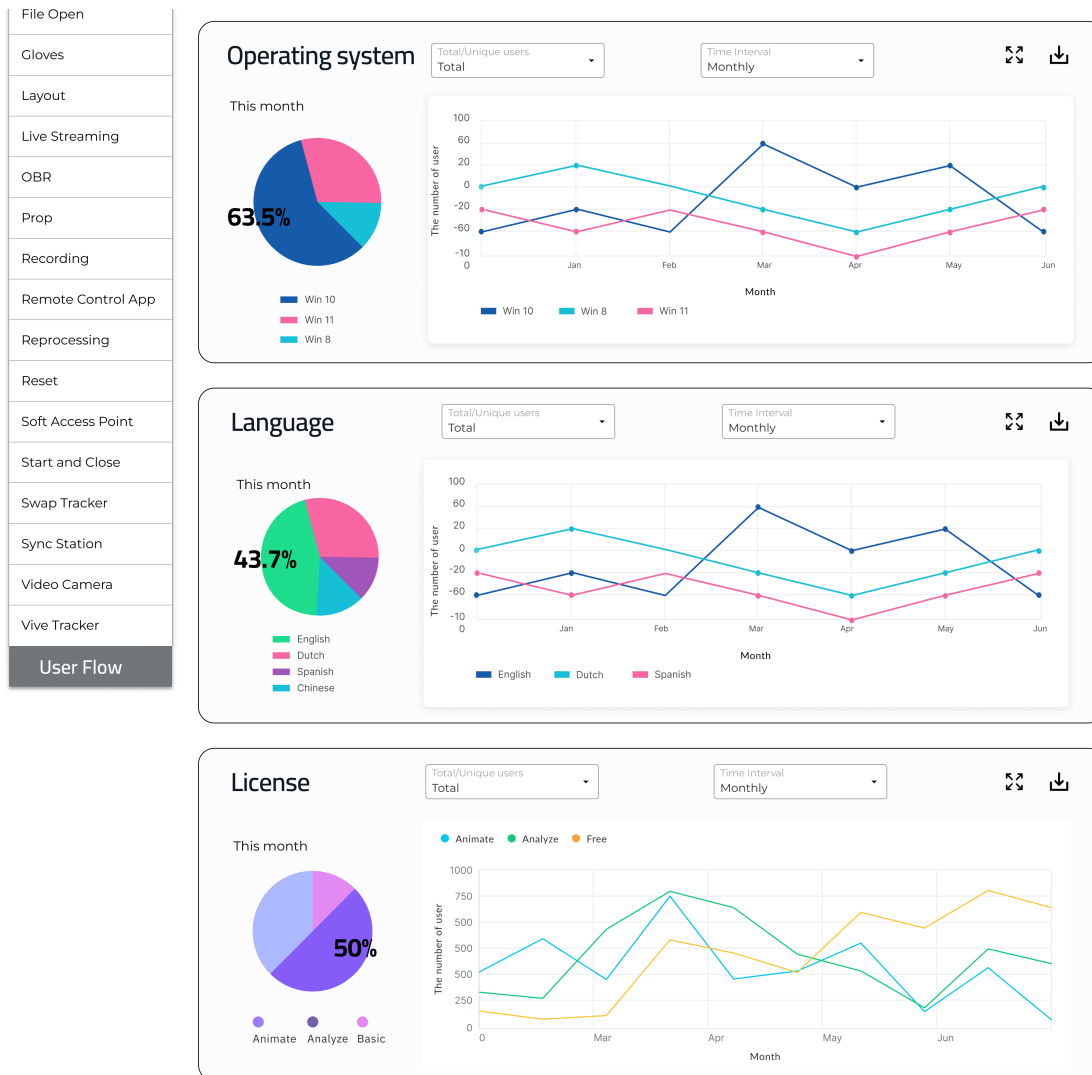 File Open
Gloves
Layout
Live Streaming
OBR
Prop
Recording
Remote Control App
Reprocessing
Reset
Soft Access Point
Start and Close
Swap Tracker
Sync Station
Video Camera
Vive Tracker
User Flow
Operating system
Total/Unique users
Total
Time Interval
Monthly
This month
63.5%
Win 10
Win 11
Win 8
The number of user
100
60
20
0
-20
-60
-10
0
Jan Feb Mar Apr May Jun
Month
Win 10 Win 8 Win 11
Language
Total/Unique users
Total
Time Interval
Monthly
This month
43.7%
English
Dutch
Spanish
Chinese
The number of user
100
60
20
0
-20
-60
-10
0
Jan Feb Mar Apr May Jun
Month
English Dutch Spanish
License
Total/Unique users
Total
Time Interval
Monthly
This month
50%
Animate Analyze Basic
Animate Analyze Free
The number of user
1000
750
500
500
500
250
0
0 Mar Apr May Jun
Month